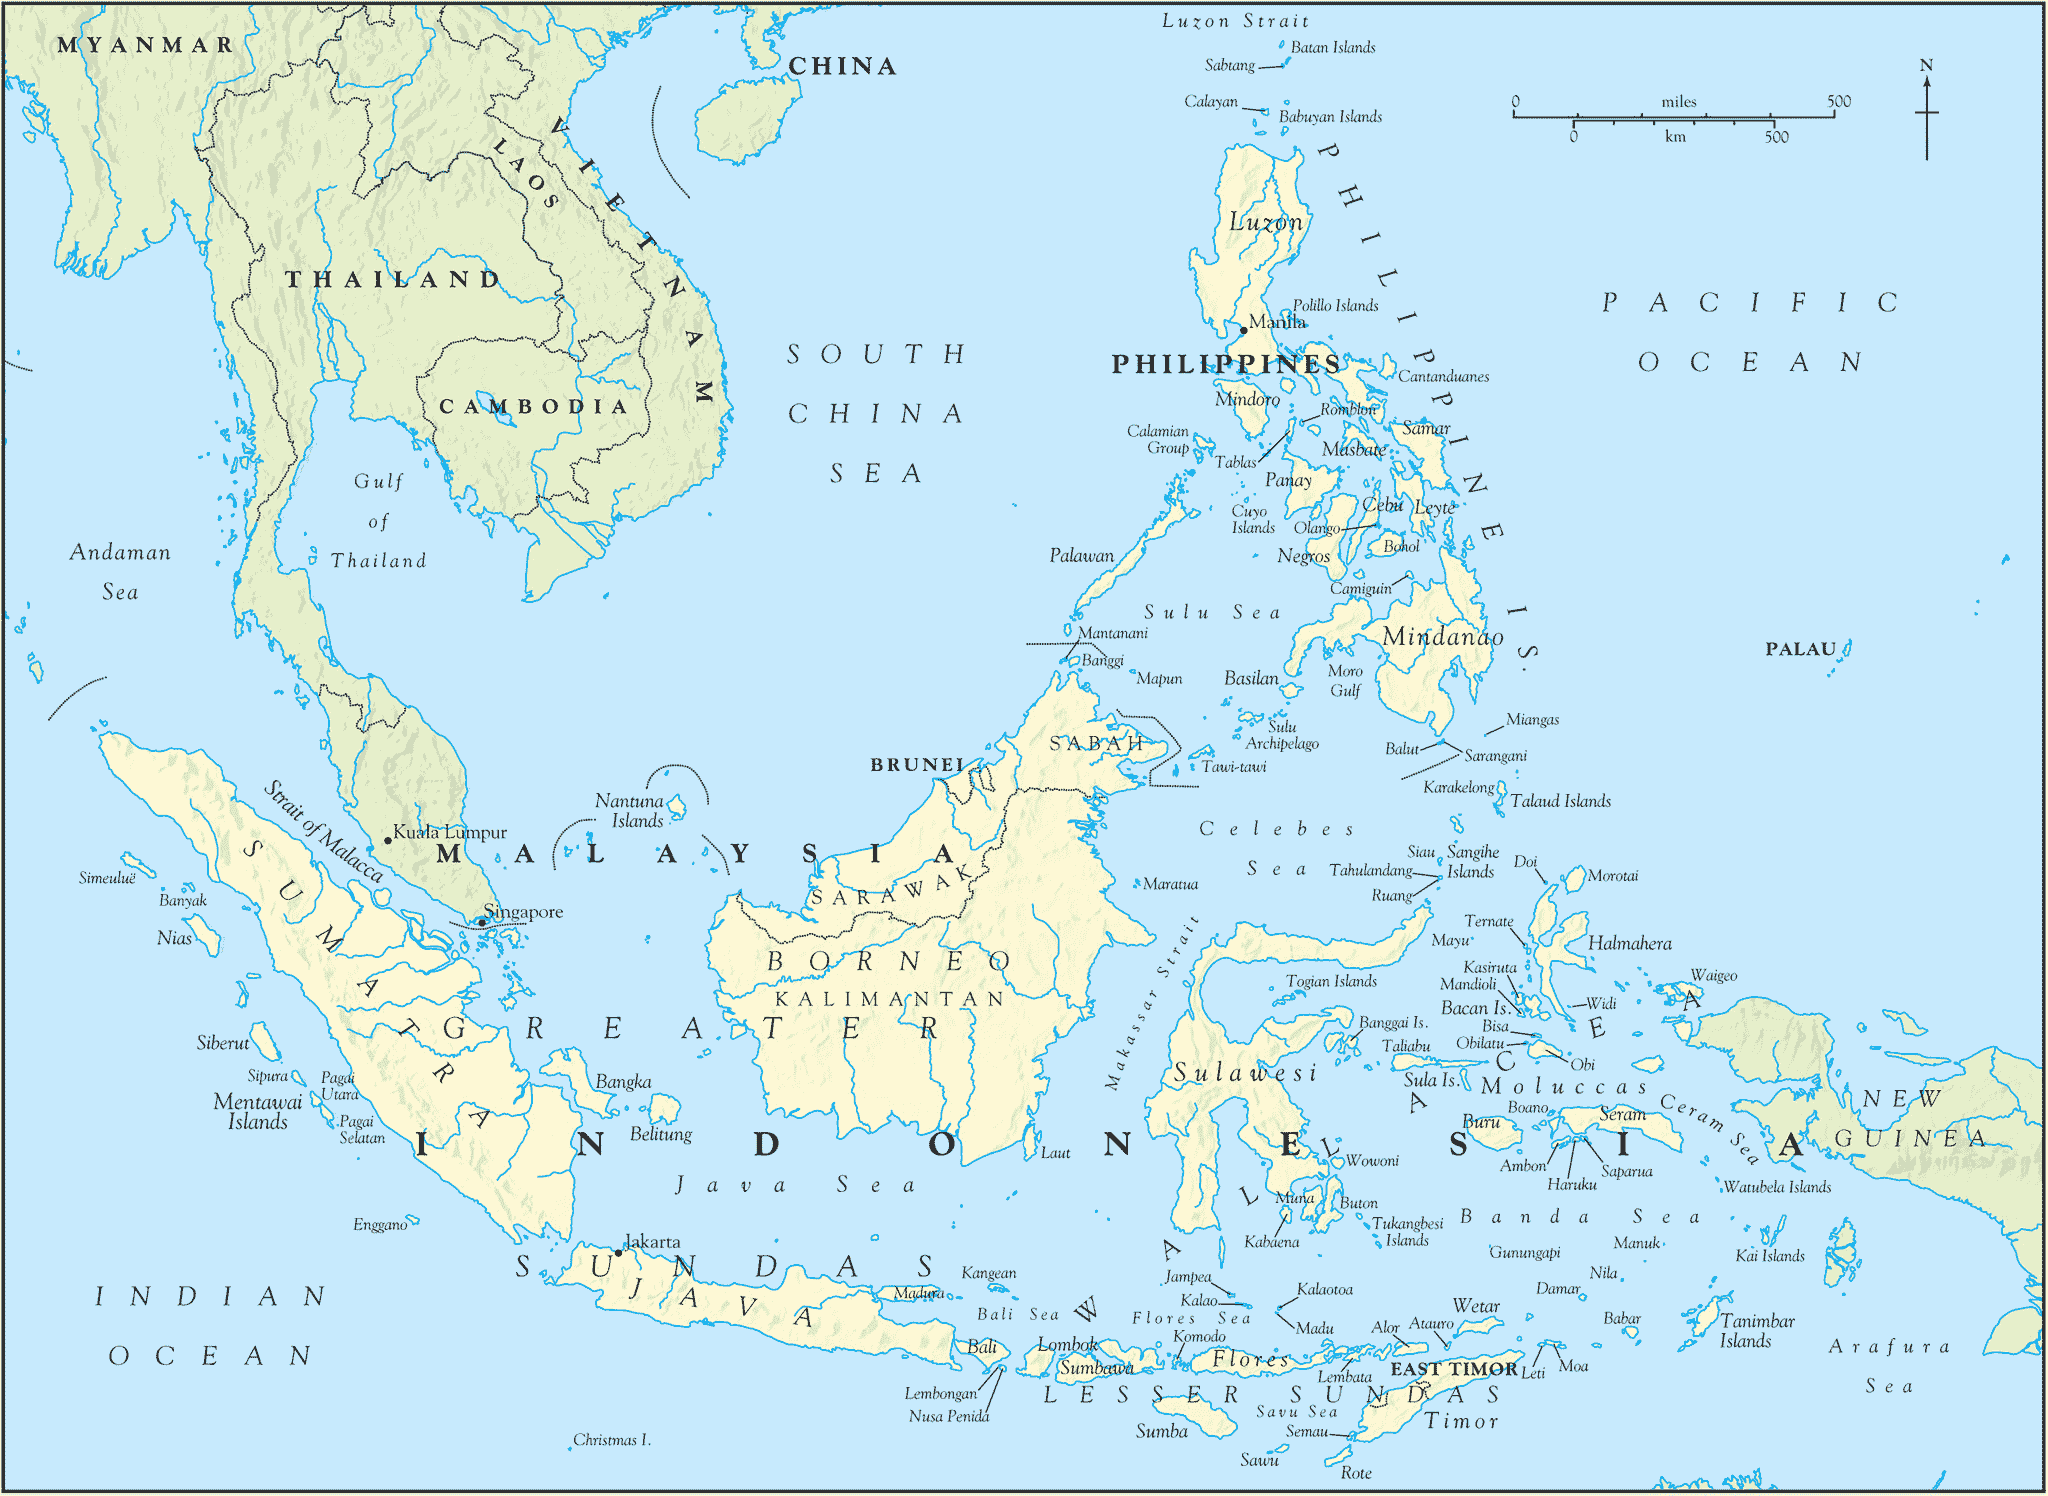 Luzon Strait
Batan Islands
Sabtang
Calayan
Babuyan Islands
MYANMAR
CHINA
N
0 miles 500
0 km 500
VIETNAM
LAOS
THAILAND
CAMBODIA
SOUTH
CHINA
SEA
PHILIPPINE IS.
Luzon
Polillo Islands
Manila
PHILIPPINES
Cantanduanes
Mindoro
Romblon
Samar
Masbate
Calamian
Group
Tablas
Panay
Cebu
Leyte
Cuyo
Islands
Olango
Negros
Bohol
Camiguin
Palawan
PACIFIC
OCEAN
Gulf
of
Thailand
Andaman
Sea
Sulu Sea
Mindanao
Mantanani
Banggi
Mapun
Basilan
Moro
Gulf
PALAU
Miangas
Sulu
Archipelago
Balut
Sarangani
Tawi-tawi
SABAH
BRUNEI
Karakelong
Talaud Islands
Nantuna
Islands
Strait of Malacca
Kuala Lumpur
MALAYSIA
SARAWAK
Celebes
Sea
Siau
Sangihe
Islands
Tahulandang
Ruang
Doi
Morotai
Maratua
Simeuluë
Banyak
Nias
Singapore
SUMATRA
BORNEO
KALIMANTAN
GREATER
Makassar Strait
Ternate
Mayu
Halmahera
Kasiruta
Mandioli
Bacan Is.
Widi
Waigeo
Togian Islands
Banggai Is.
Bisa
Obilatu
Obi
Taliabu
Sula Is.
Sulawesi
Moluccas
Siberut
Sipura
Pagai
Utara
Mentawai
Islands
Pagai
Selatan
Bangka
Belitung
Boano
Seram
Ceram Sea
Buru
NEW
GUINEA
INDONESIA
Laut
Wowoni
Ambon
Haruku
Saparua
Java Sea
Muna
Buton
Kabaena
Tukangbesi
Islands
WALLACEA
Banda Sea
Watubela Islands
Gunungapi
Manuk
Kai Islands
Enggano
Jakarta
SUNDAS
JAVA
Madura
Kangean
Bali Sea
Jampea
Kalao
Kalaotoa
Madu
Flores Sea
Komodo
Nila
Damar
Babar
Wetar
Alor
Atauro
Tanimbar
Islands
INDIAN
OCEAN
Bali
Lombok
Sumbawa
Flores
Lembata
EAST TIMOR
Leti
Moa
Arafura
Sea
Lembongan
Nusa Penida
LESSER SUNDAS
Savu Sea
Timor
Sumba
Semau
Sawu
Rote
Christmas I.